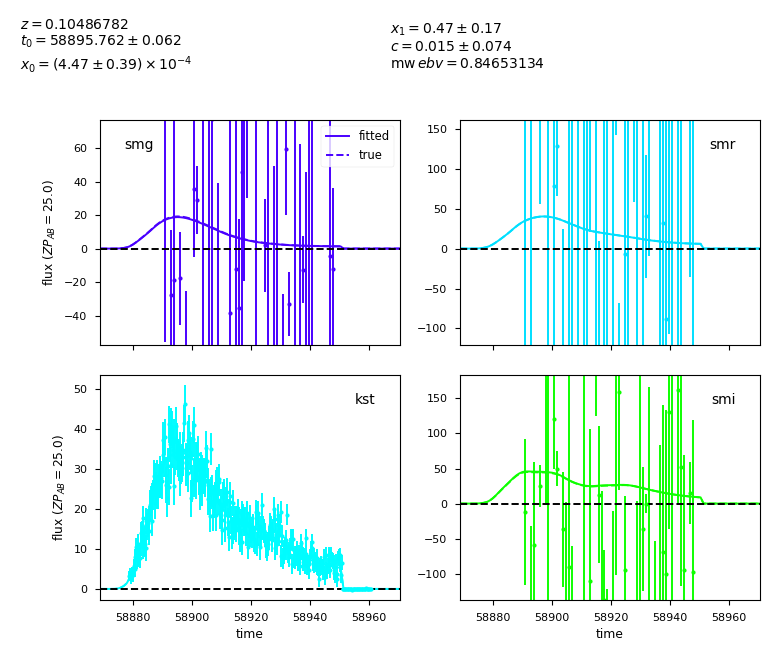 z = 0.10486782
t₀ = 58895.762 ± 0.062
x₀ = (4.47 ± 0.39) × 10⁻⁴
x₁ = 0.47 ± 0.17
c = 0.015 ± 0.074
mw ebv = 0.84653134
smg
fitted
true
60
40
20
0
−20
−40
flux (ZP_AB = 25.0)
smr
150
100
50
0
−50
−100
kst
50
40
30
20
10
0
flux (ZP_AB = 25.0)
58880 58900 58920 58940 58960
time
smi
150
100
50
0
−50
−100
58880 58900 58920 58940 58960
time